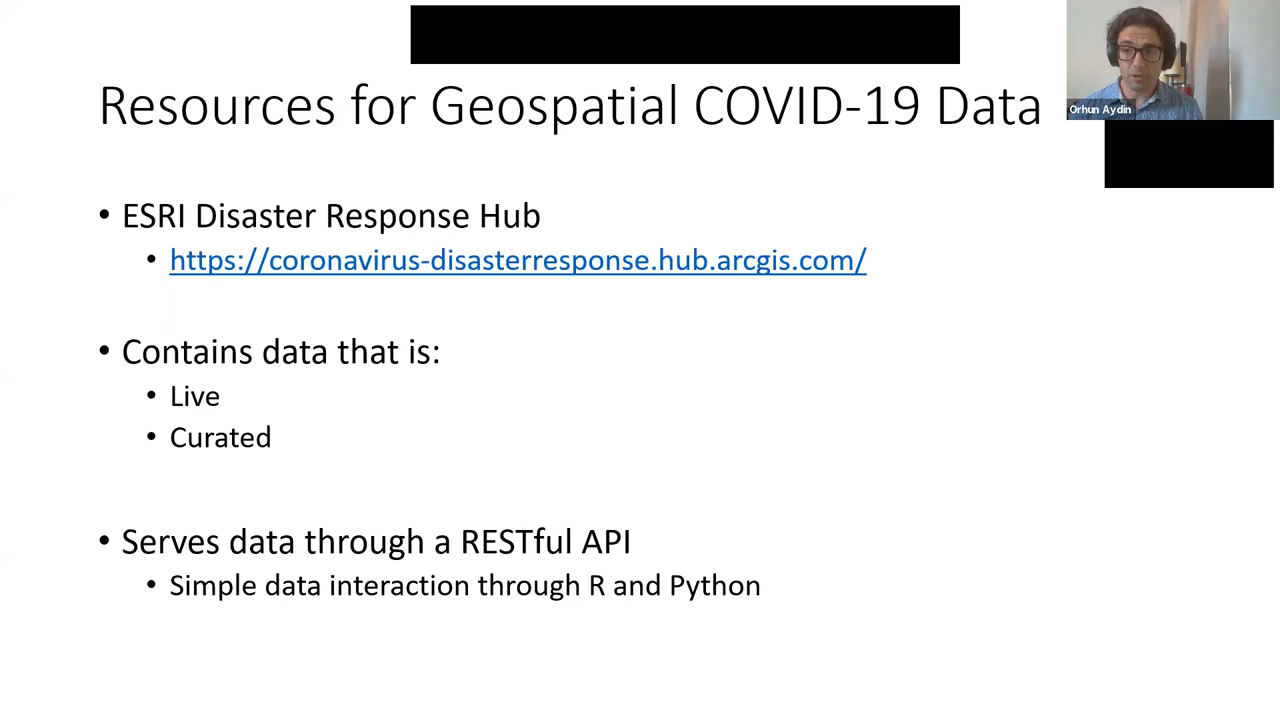 Orhun Aydin
Resources for Geospatial COVID-19 Data
• ESRI Disaster Response Hub
• https://coronavirus-disasterresponse.hub.arcgis.com/
• Contains data that is:
• Live
• Curated
• Serves data through a RESTful API
• Simple data interaction through R and Python